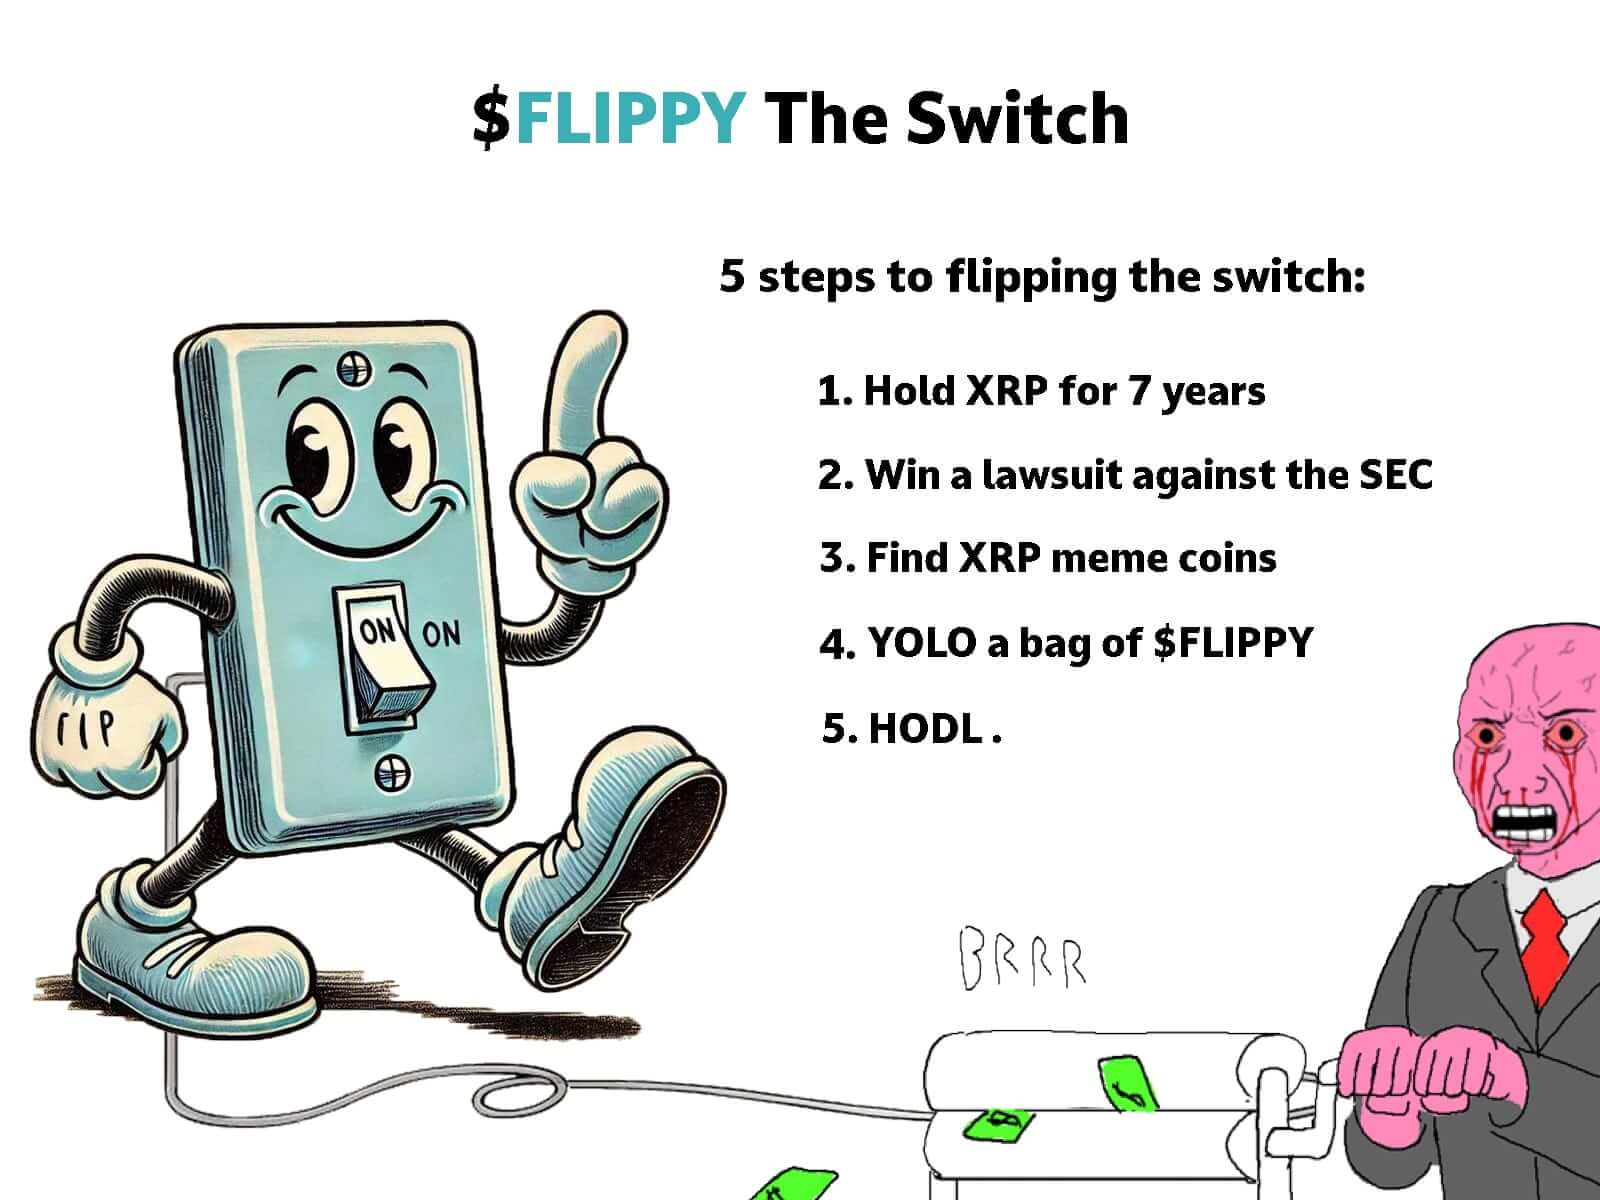 $FLIPPY The Switch
5 steps to flipping the switch:
1. Hold XRP for 7 years
2. Win a lawsuit against the SEC
3. Find XRP meme coins
4. YOLO a bag of $FLIPPY
5. HODL .
ON ON
BRRR